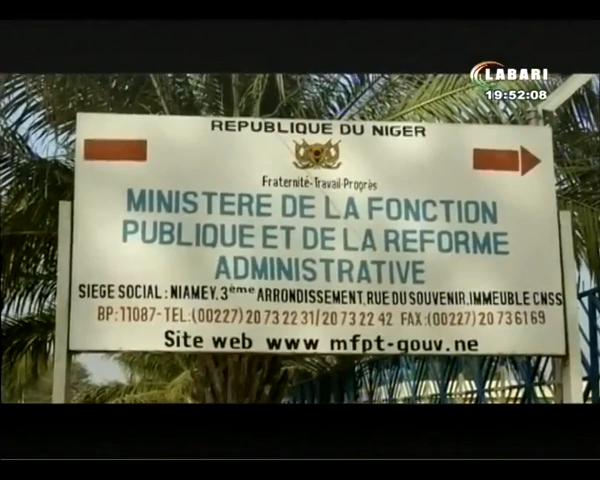 LABARI
19:52:08
REPUBLIQUE DU NIGER
Fraternité-Travail-Progrès
MINISTERE DE LA FONCTION
PUBLIQUE ET DE LA REFORME
ADMINISTRATIVE
SIEGE SOCIAL : NIAMEY. 3ème ARRONDISSEMENT, RUE DU SOUVENIR. IMMEUBLE CNSS
BP: 11087 - TEL: (00227) 20 73 22 31/ 20 73 22 42 FAX: (00227) 20 73 61 69
Site web www.mfpt-gouv.ne